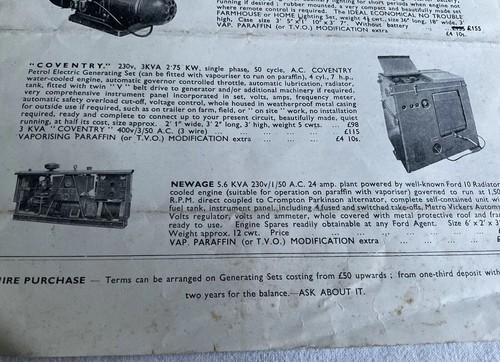 lighting for short periods when not
running if desired ; rubber mounted, a very compact and beautifully made set
where remote control is required. The IDEAL ECONOMICAL NO TROUBLE
FARMHOUSE or HOME Lighting Set, weight 4½ cwt., size 36" long, 18" wide, 3'
high, Case size 3' 5" x 1' 10" x 3' 7". Without battery ... £155
VAP. PARAFFIN (or T.V.O.) MODIFICATION extra ... ... £4 10s.
"COVENTRY." 230v, 3KVA 2·75 KW, single phase, 50 cycle, A.C. COVENTRY
Petrol Electric Generating Set (can be fitted with vapouriser to run on paraffin), 4 cyl., 7 h.p.,
water-cooled engine, automatic governor controlled throttle, automatic lubrication, radiator
tank, fitted with twin "V" belt drive to generator and/or additional machinery if required,
very comprehensive instrument panel incorporated in set, volts, amps, frequency meter,
automatic safety overload cut-off, voltage control, whole housed in weatherproof metal casing
for outside use if required, such as on trailer on farm, field, or "on site" work, no installation
required, ready and complete to connect up to your present circuit, beautifully made, quiet
running, at half its cost, size approx. 2' 1" wide, 3' 2" long, 3' high, weight 5 cwts. ... £98
3 KVA "COVENTRY" 400v/3/50 A.C. (3 wire) ... ... ... ... £115
VAPORISING PARAFFIN (or T.V.O.) MODIFICATION extra ... ... ... £4 10s.
NEWAGE 5.6 KVA 230v/1/50 A.C. 24 amp. plant powered by well-known Ford 10 Radiator
cooled engine (suitable for operation on paraffin with vaporiser) governed to run at 1,50
R.P.M. direct coupled to Crompton Parkinson alternator, complete self-contained unit wi
fuel tank, instrument panel, including 4 fused and switched take-offs, Metro Vickers Autom
Volts regulator, volts and ammeter, whole covered with metal protective roof and fram
ready to use. Engine Spares readily obtainable at any Ford Agent. Size 6' x 2' x 3'
Weight approx. 12 cwt. Price ... ... ... ... ... £
VAP. PARAFFIN (or T.V.O.) MODIFICATION extra ... ... ... ...
IRE PURCHASE — Terms can be arranged on Generating Sets costing from £50 upwards ; from one-third deposit with
two years for the balance.—ASK ABOUT IT.